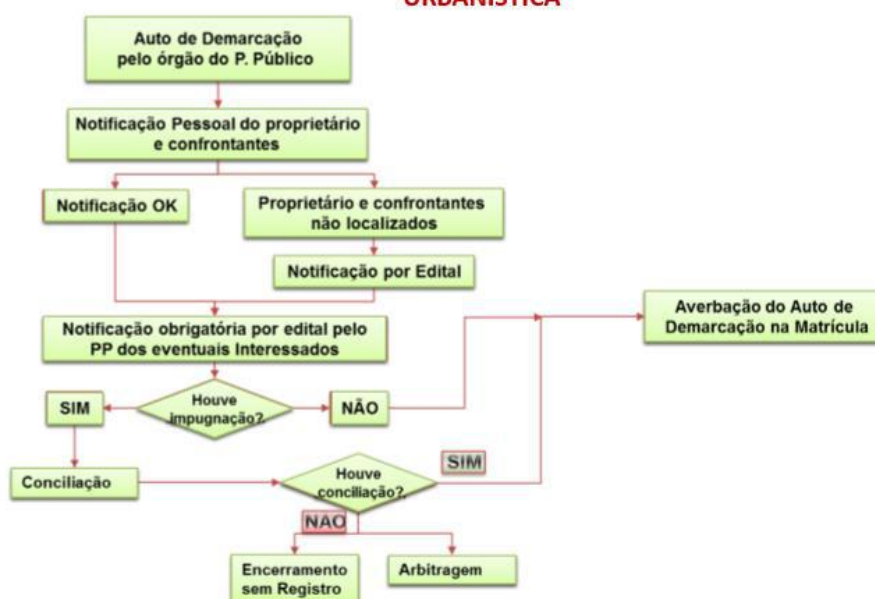 URBANÍSTICA
Auto de Demarcação
pelo órgão do P. Público
Notificação Pessoal do proprietário
e confrontantes
Notificação OK
Proprietário e confrontantes
não localizados
Notificação por Edital
Averbação do Auto de
Demarcação na Matrícula
Notificação obrigatória por edital pelo
PP dos eventuais Interessados
SIM
Houve
impugnação?
NÃO
Conciliação
Houve
conciliação?
SIM
NAO
Encerramento
sem Registro
Arbitragem